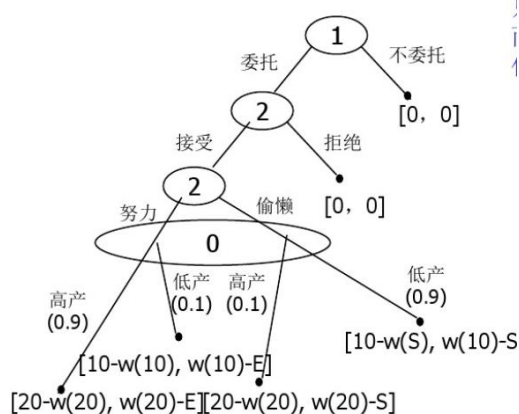 1
委托
不委托
2
[0，0]
接受
拒绝
2
[0，0]
努力
偷懒
0
高产
(0.9)
低产
(0.1)
高产
(0.1)
低产
(0.9)
[10-w(10), w(10)-E]
[10-w(S), w(10)-S
[20-w(20), w(20)-E]
[20-w(20), w(20)-S]